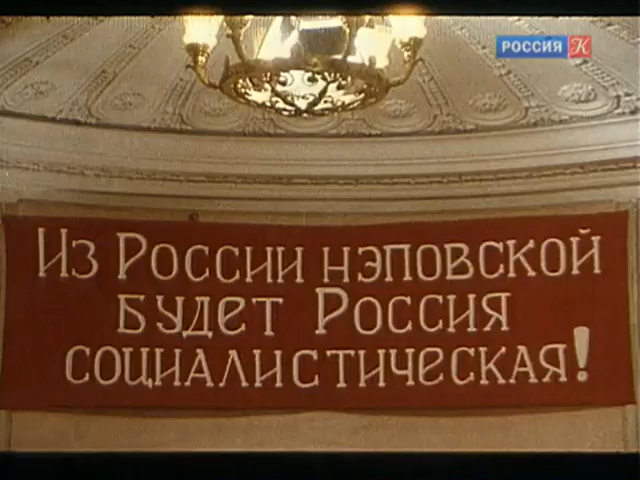 РОССИЯ К
Из России нэповской
будет Россия
социалистическая!